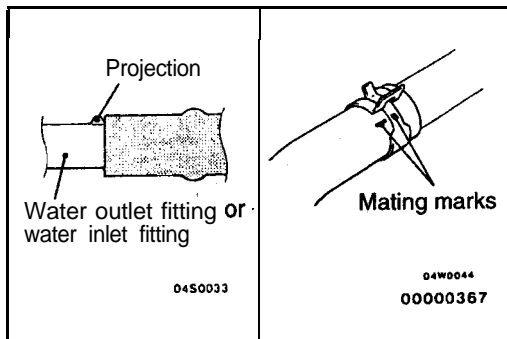 Projection
Water outlet fitting or
water inlet fitting
04S0033
Mating marks
04W0044
00000367